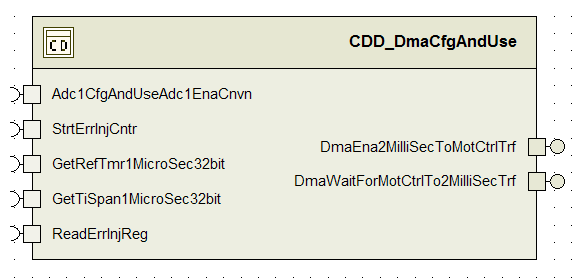 CD
CDD_DmaCfgAndUse
Adc1CfgAndUseAdc1EnaCnvn
StrtErrInjCntr
GetRefTmr1MicroSec32bit
DmaEna2MilliSecToMotCtrlTrf
DmaWaitForMotCtrlTo2MilliSecTrf
GetTiSpan1MicroSec32bit
ReadErrInjReg